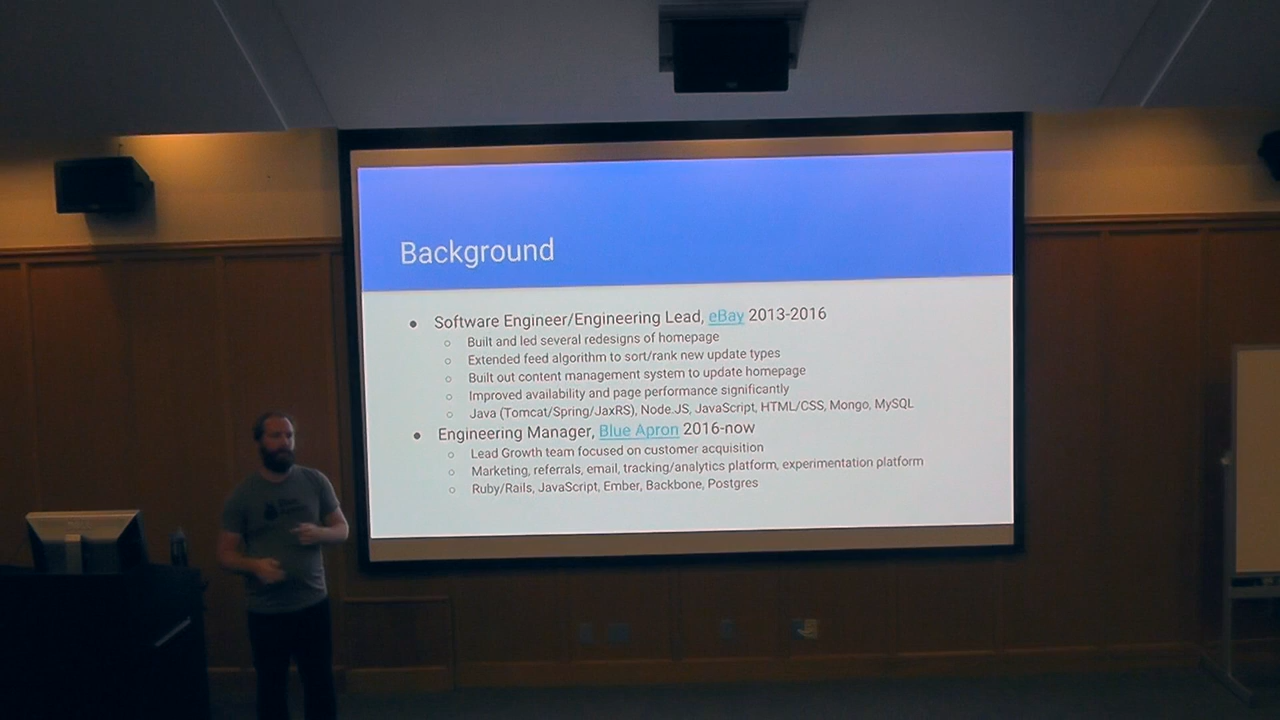 Background
● Software Engineer/Engineering Lead, eBay 2013-2016
○ Built and led several redesigns of homepage
○ Extended feed algorithm to sort/rank new update types
○ Built out content management system to update homepage
○ Improved availability and page performance significantly
○ Java (Tomcat/Spring/JaxRS), Node.JS, JavaScript, HTML/CSS, Mongo, MySQL
● Engineering Manager, Blue Apron 2016-now
○ Lead Growth team focused on customer acquisition
○ Marketing, referrals, email, tracking/analytics platform, experimentation platform
○ Ruby/Rails, JavaScript, Ember, Backbone, Postgres